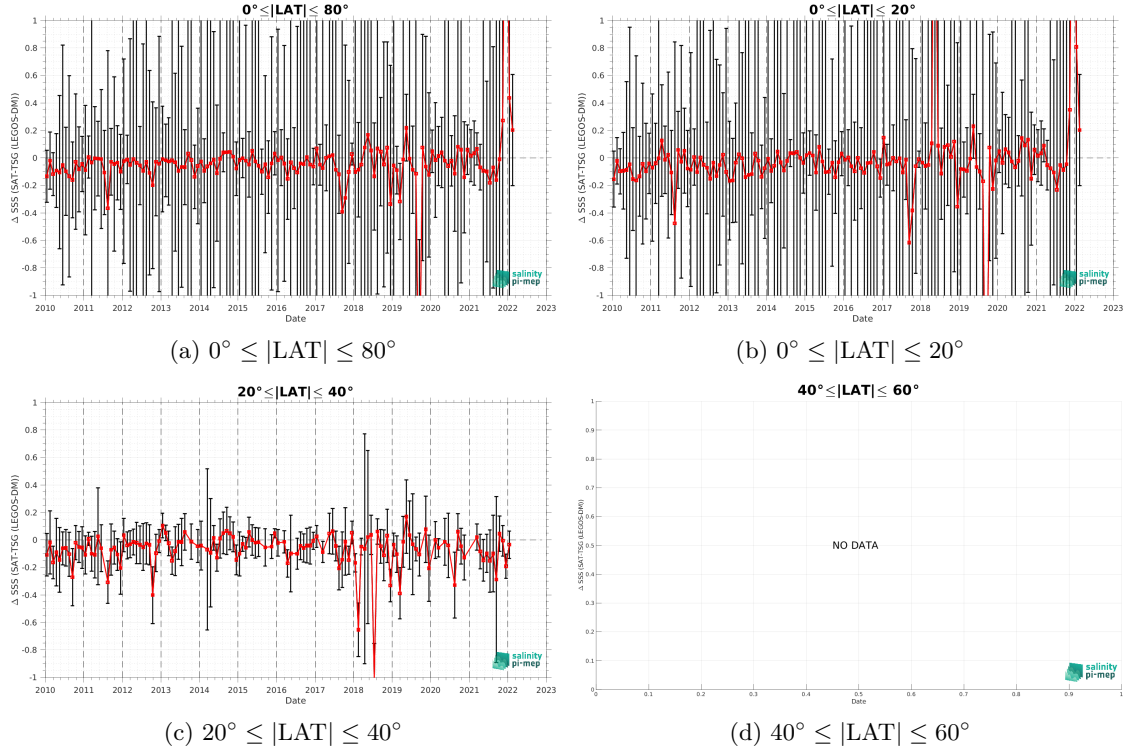 0°≤|LAT|≤ 80°
1
0.8
0.6
0.4
0.2
0
-0.2
-0.4
-0.6
-0.8
-1
Δ SSS (SAT-TSG (LEGOS-DM))
2010 2011 2012 2013 2014 2015 2016 2017 2018 2019 2020 2021 2022 2023
Date
salinity
pi-mep
(a) 0° ≤ |LAT| ≤ 80°
0°≤|LAT|≤ 20°
1
0.8
0.6
0.4
0.2
0
-0.2
-0.4
-0.6
-0.8
-1
Δ SSS (SAT-TSG (LEGOS-DM))
2010 2011 2012 2013 2014 2015 2016 2017 2018 2019 2020 2021 2022 2023
Date
salinity
pi-mep
(b) 0° ≤ |LAT| ≤ 20°
20°≤|LAT|≤ 40°
1
0.8
0.6
0.4
0.2
0
-0.2
-0.4
-0.6
-0.8
-1
Δ SSS (SAT-TSG (LEGOS-DM))
2010 2011 2012 2013 2014 2015 2016 2017 2018 2019 2020 2021 2022 2023
Date
salinity
pi-mep
(c) 20° ≤ |LAT| ≤ 40°
40°≤|LAT|≤ 60°
1
0.9
0.8
0.7
0.6
0.5
0.4
0.3
0.2
0.1
0
Δ SSS (SAT-TSG (LEGOS-DM))
NO DATA
0 0.1 0.2 0.3 0.4 0.5 0.6 0.7 0.8 0.9 1
Date
salinity
pi-mep
(d) 40° ≤ |LAT| ≤ 60°